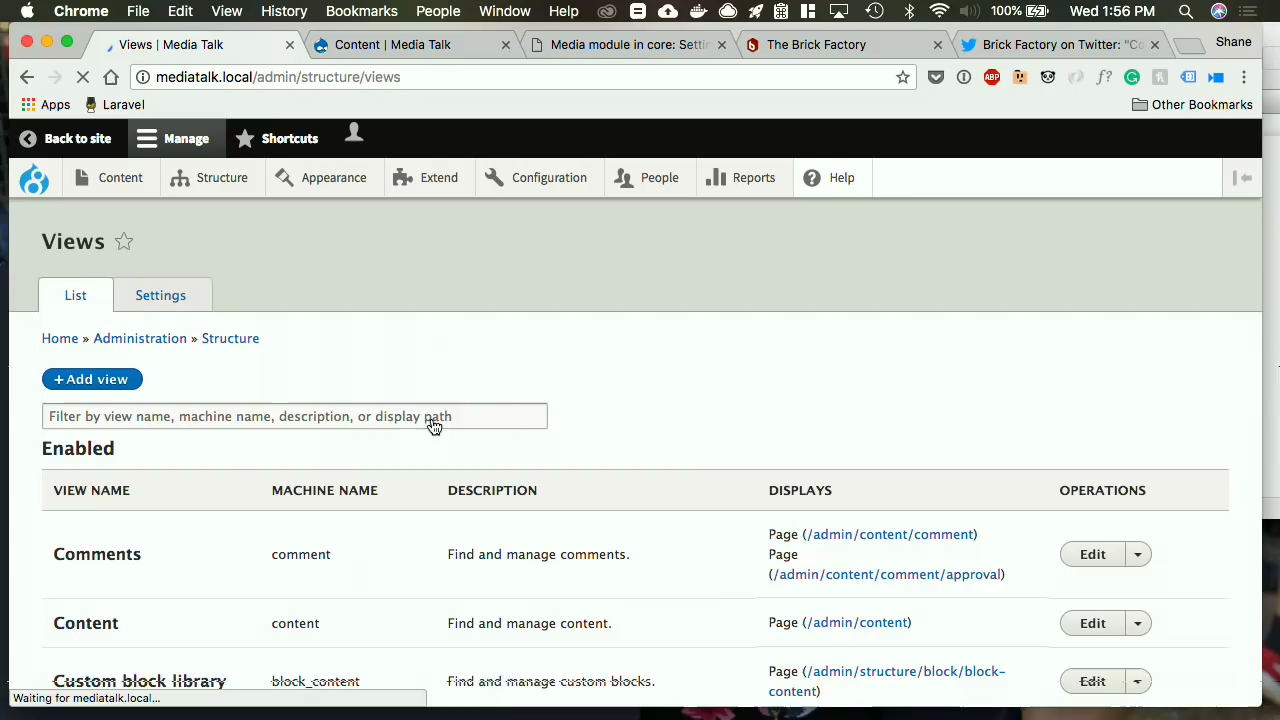 Chrome File Edit View History Bookmarks People Window Help 100% Wed 1:56 PM
Views | Media Talk Content | Media Talk Media module in core: Settin The Brick Factory Brick Factory on Twitter: "Co Shane
mediatalk.local/admin/structure/views ABP f?
Apps Laravel Other Bookmarks
Back to site Manage Shortcuts
Content Structure Appearance Extend Configuration People Reports Help
Views
List Settings
Home » Administration » Structure
+ Add view
Filter by view name, machine name, description, or display path
Enabled
VIEW NAME MACHINE NAME DESCRIPTION DISPLAYS OPERATIONS
Page (/admin/content/comment)
Comments comment Find and manage comments. Page Edit
(/admin/content/comment/approval)
Content content Find and manage content. Page (/admin/content) Edit
Page (/admin/structure/block/block-
Custom block library block_content Find and manage custom blocks. Edit
content)
Waiting for mediatalk.local...